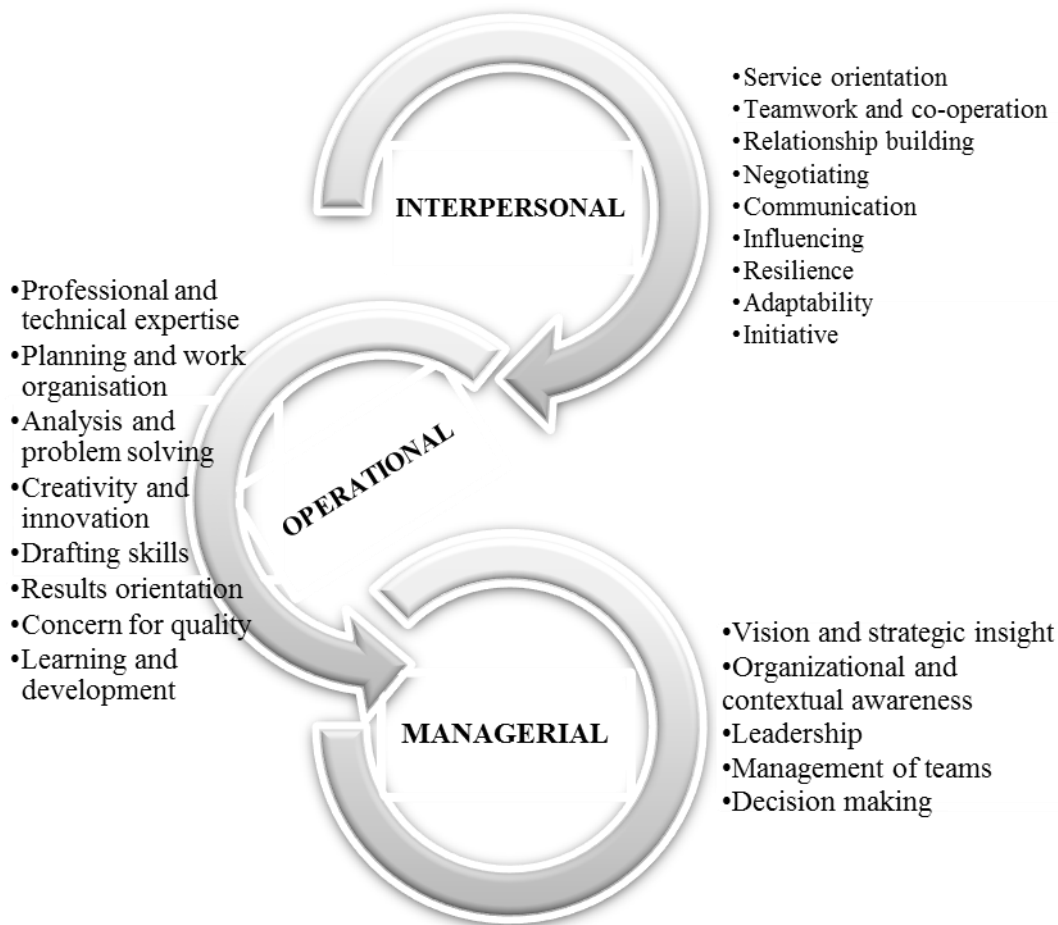 •Service orientation
•Teamwork and co-operation
•Relationship building
•Negotiating
•Communication
•Influencing
•Resilience
•Adaptability
•Initiative
INTERPERSONAL
•Professional and
technical expertise
•Planning and work
organisation
•Analysis and
problem solving
•Creativity and
innovation
•Drafting skills
•Results orientation
•Concern for quality
•Learning and
development
OPERATIONAL
MANAGERIAL
•Vision and strategic insight
•Organizational and
contextual awareness
•Leadership
•Management of teams
•Decision making